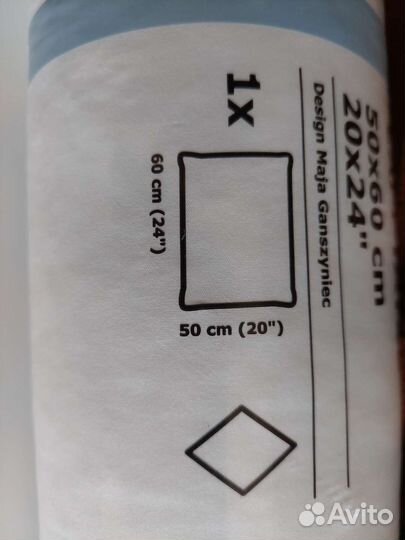 50x60 cm
20x24"
Design Maja Ganszyniec
1x
60 cm (24")
50 cm (20")
Avito